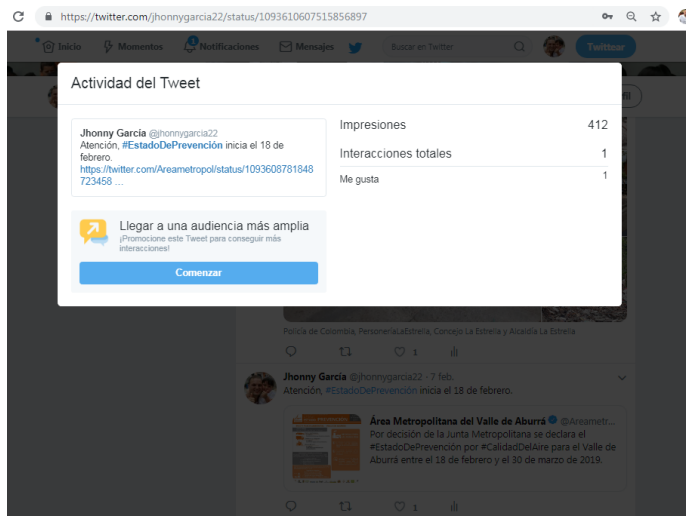 https://twitter.com/jhonnygarcia22/status/1093610607515856897
Inicio Momentos Notificaciones Mensajes Buscar en Twitter Twittear
Actividad del Tweet
Jhonny García @jhonnygarcia22
Atención, #EstadoDePrevención inicia el 18 de
febrero.
https://twitter.com/Areametropol/status/1093608781848
723458 ...
Impresiones 412
Interacciones totales 1
Me gusta 1
Llegar a una audiencia más amplia
¡Promocione este Tweet para conseguir más
interacciones!
Comenzar
Policía de Colombia, PersoneríaLaEstrella, Consejo La Estrella y Alcaldía La Estrella
1
Jhonny García @jhonnygarcia22 · 7 feb.
Atención, #EstadoDePrevención inicia el 18 de febrero.
Área Metropolitana del Valle de Aburrá @Areametr...
Por decisión de la Junta Metropolitana se declara el
#EstadoDePrevención por #CalidadDelAire para el Valle de
Aburrá entre el 18 de febrero y el 30 de marzo de 2019.
1